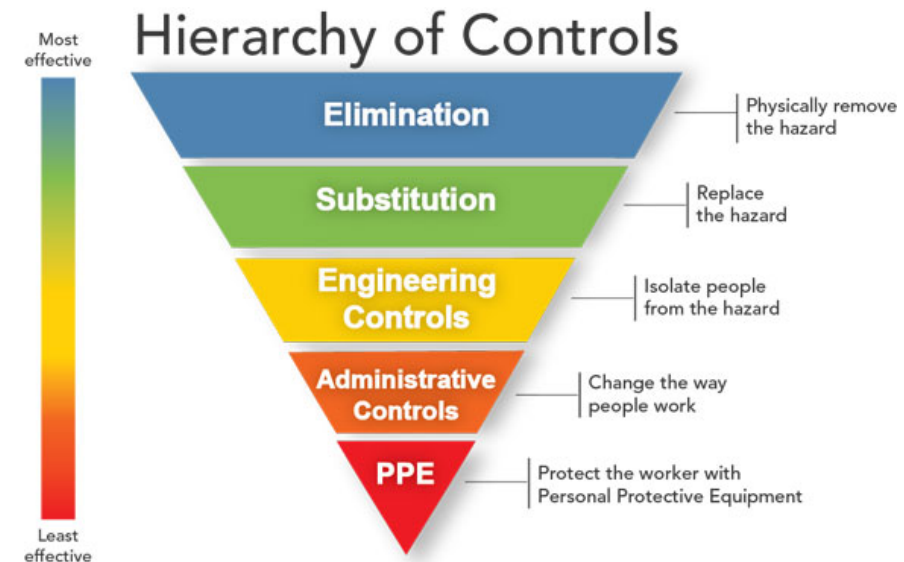 Hierarchy of Controls
Most
effective
Elimination
Physically remove
the hazard
Substitution
Replace
the hazard
Engineering
Controls
Isolate people
from the hazard
Administrative
Controls
Change the way
people work
PPE
Protect the worker with
Personal Protective Equipment
Least
effective